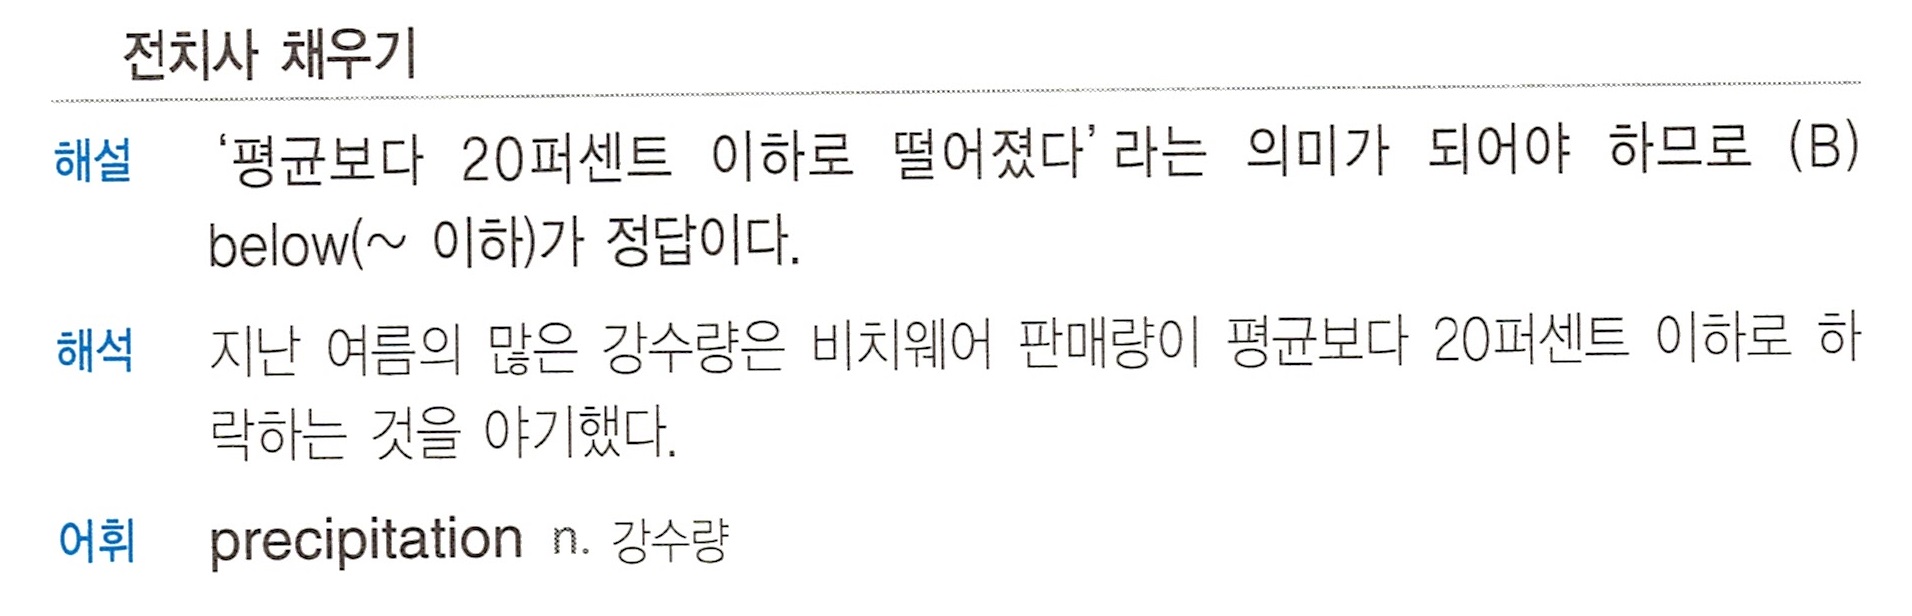 전치사 채우기
해설 ‘평균보다 20퍼센트 이하로 떨어졌다’라는 의미가 되어야 하므로 (B)
below(~ 이하)가 정답이다.
해석 지난 여름의 많은 강수량은 비치웨어 판매량이 평균보다 20퍼센트 이하로 하
락하는 것을 야기했다.
어휘 precipitation n. 강수량